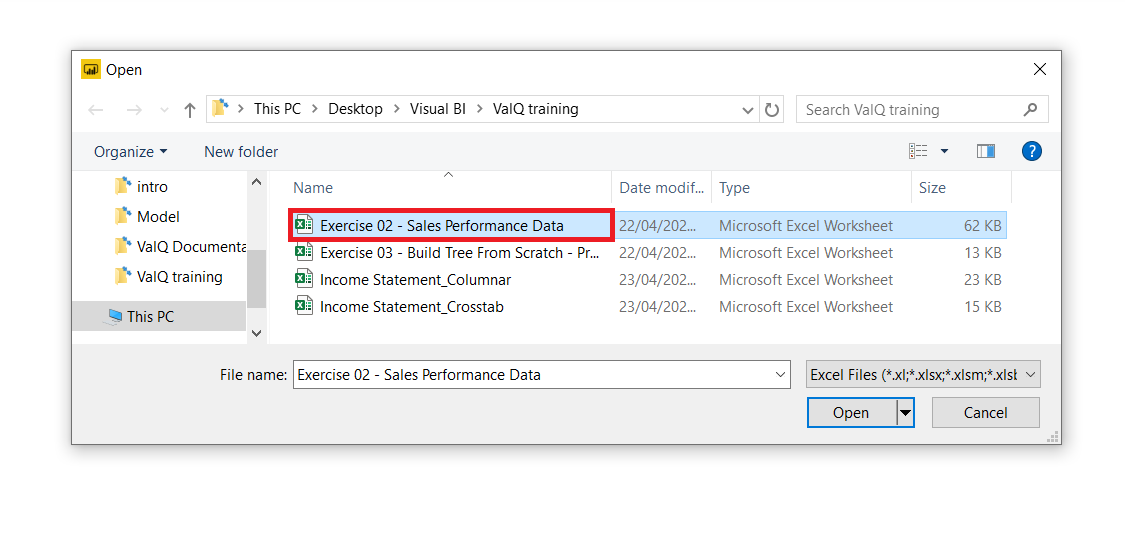 Open
This PC > Desktop > Visual BI > ValQ training
Search ValQ training
Organize New folder
?
intro
Model
ValQ Documenta
ValQ training
This PC
Name Date modif... Type Size
Exercise 02 - Sales Performance Data 22/04/202... Microsoft Excel Worksheet 62 KB
Exercise 03 - Build Tree From Scratch - Pr... 22/04/202... Microsoft Excel Worksheet 13 KB
Income Statement_Columnar 23/04/202... Microsoft Excel Worksheet 23 KB
Income Statement_Crosstab 23/04/202... Microsoft Excel Worksheet 15 KB
File name: Exercise 02 - Sales Performance Data Excel Files (*.xl;*.xlsx;*.xlsm;*.xlsb
Open Cancel